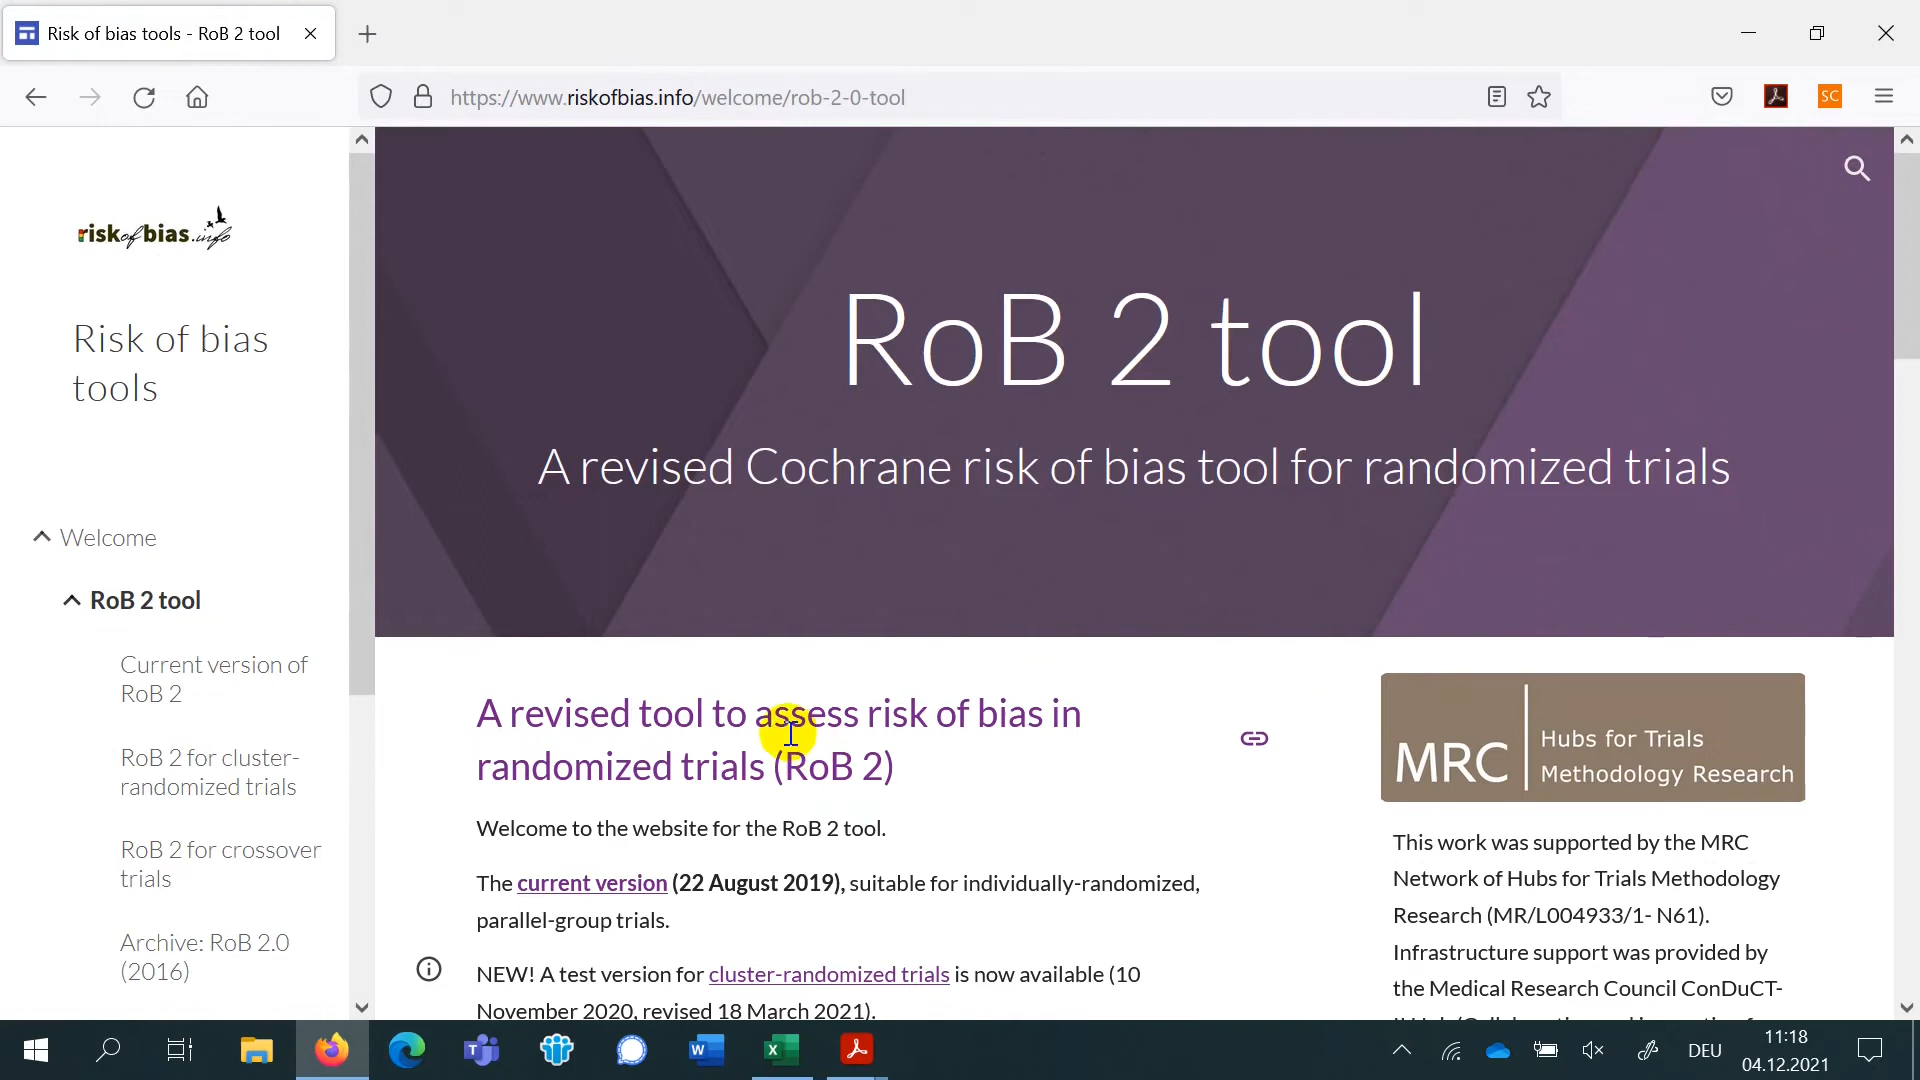 Risk of bias tools - RoB 2 tool
https://www.riskofbias.info/welcome/rob-2-0-tool
SC
riskofbias.info
Risk of bias
tools
Welcome
RoB 2 tool
Current version of
RoB 2
RoB 2 for cluster-
randomized trials
RoB 2 for crossover
trials
Archive: RoB 2.0
(2016)
RoB 2 tool
A revised Cochrane risk of bias tool for randomized trials
A revised tool to assess risk of bias in
randomized trials (RoB 2)
Welcome to the website for the RoB 2 tool.
The current version (22 August 2019), suitable for individually-randomized,
parallel-group trials.
NEW! A test version for cluster-randomized trials is now available (10
November 2020, revised 18 March 2021).
MRC
Hubs for Trials
Methodology Research
This work was supported by the MRC
Network of Hubs for Trials Methodology
Research (MR/L004933/1- N61).
Infrastructure support was provided by
the Medical Research Council ConDuCT-
DEU
11:18
04.12.2021